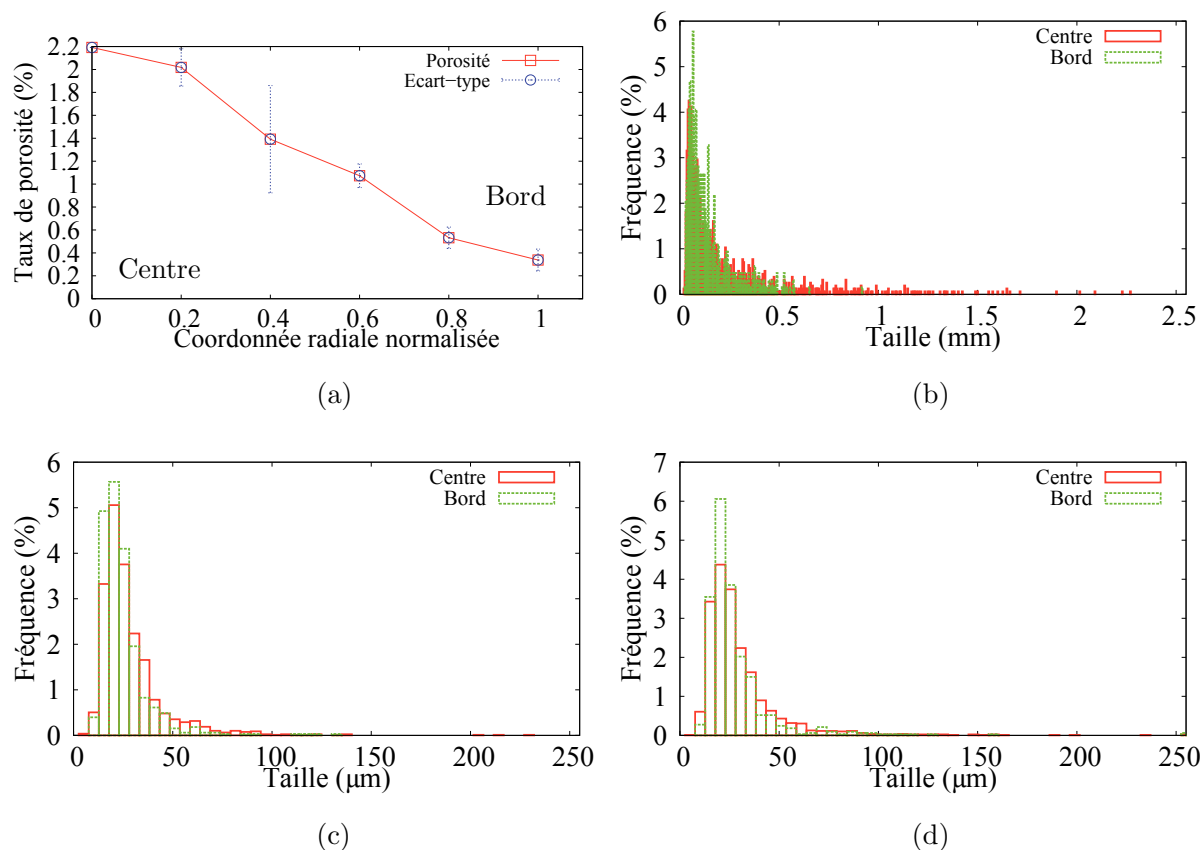 2.2
2
1.8
1.6
1.4
1.2
1
0.8
0.6
0.4
0.2
0
Taux de porosité (%)
Porosité
Ecart-type
Bord
Centre
0
0.2
0.4
0.6
0.8
1
Coordonnée radiale normalisée
(a)
6
5
4
3
2
1
0
Fréquence (%)
Centre
Bord
0
0.5
1
1.5
2
2.5
Taille (mm)
(b)
6
5
4
3
2
1
0
Fréquence (%)
Centre
Bord
0
50
100
150
200
250
Taille (µm)
(c)
7
6
5
4
3
2
1
0
Fréquence (%)
Centre
Bord
0
50
100
150
200
250
Taille (µm)
(d)